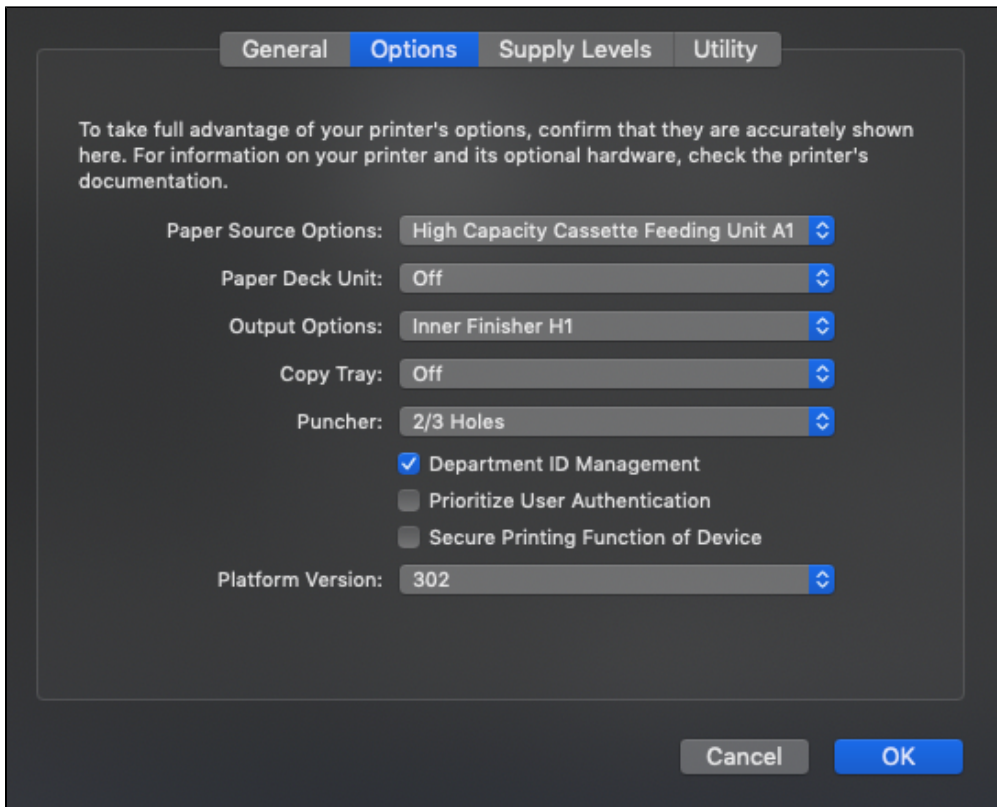 General Options Supply Levels Utility
To take full advantage of your printer's options, confirm that they are accurately shown
here. For information on your printer and its optional hardware, check the printer's
documentation.
Paper Source Options: High Capacity Cassette Feeding Unit A1
Paper Deck Unit: Off
Output Options: Inner Finisher H1
Copy Tray: Off
Puncher: 2/3 Holes
Department ID Management
Prioritize User Authentication
Secure Printing Function of Device
Platform Version: 302
Cancel OK